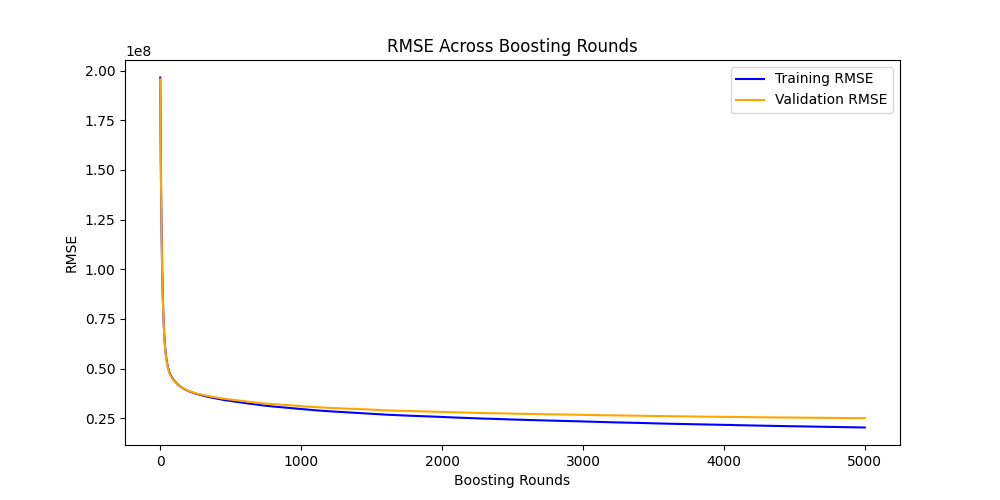 RMSE Across Boosting Rounds
1e8
2.00
1.75
1.50
1.25
1.00
0.75
0.50
0.25
RMSE
Training RMSE
Validation RMSE
0 1000 2000 3000 4000 5000
Boosting Rounds